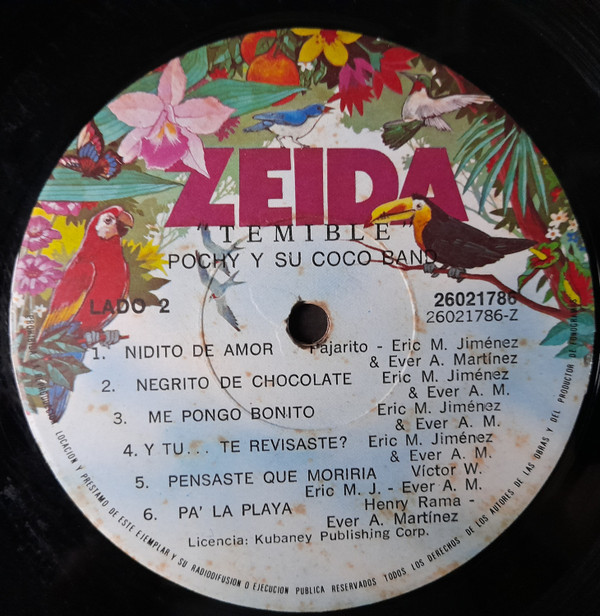 ZEIDA
"TEMIBLE"
POCHY Y SU COCO BAND
LADO 2
26021786
26021786-Z
1. NIDITO DE AMOR Pajarito - Eric M. Jiménez
& Ever A. Martínez
2. NEGRITO DE CHOCOLATE Eric M. Jiménez
& Ever A. M.
3. ME PONGO BONITO Eric M. Jiménez
& Ever A. M.
4. Y TU... TE REVISASTE? Eric M. Jiménez
& Ever A. M.
5. PENSASTE QUE MORIRIA Víctor W.
Eric M. J. - Ever A. M.
6. PA' LA PLAYA Henry Rama -
Ever A. Martínez
Licencia: Kubaney Publishing Corp.
LOCACION Y PRESTAMO DE ESTE EJEMPLAR Y SU RADIODIFUSION O EJECUCION PUBLICA RESERVADOS TODOS LOS DERECHOS DE LOS AUTORES DE LAS OBRAS Y DEL PRODUCTOR DE FONOGRAMAS